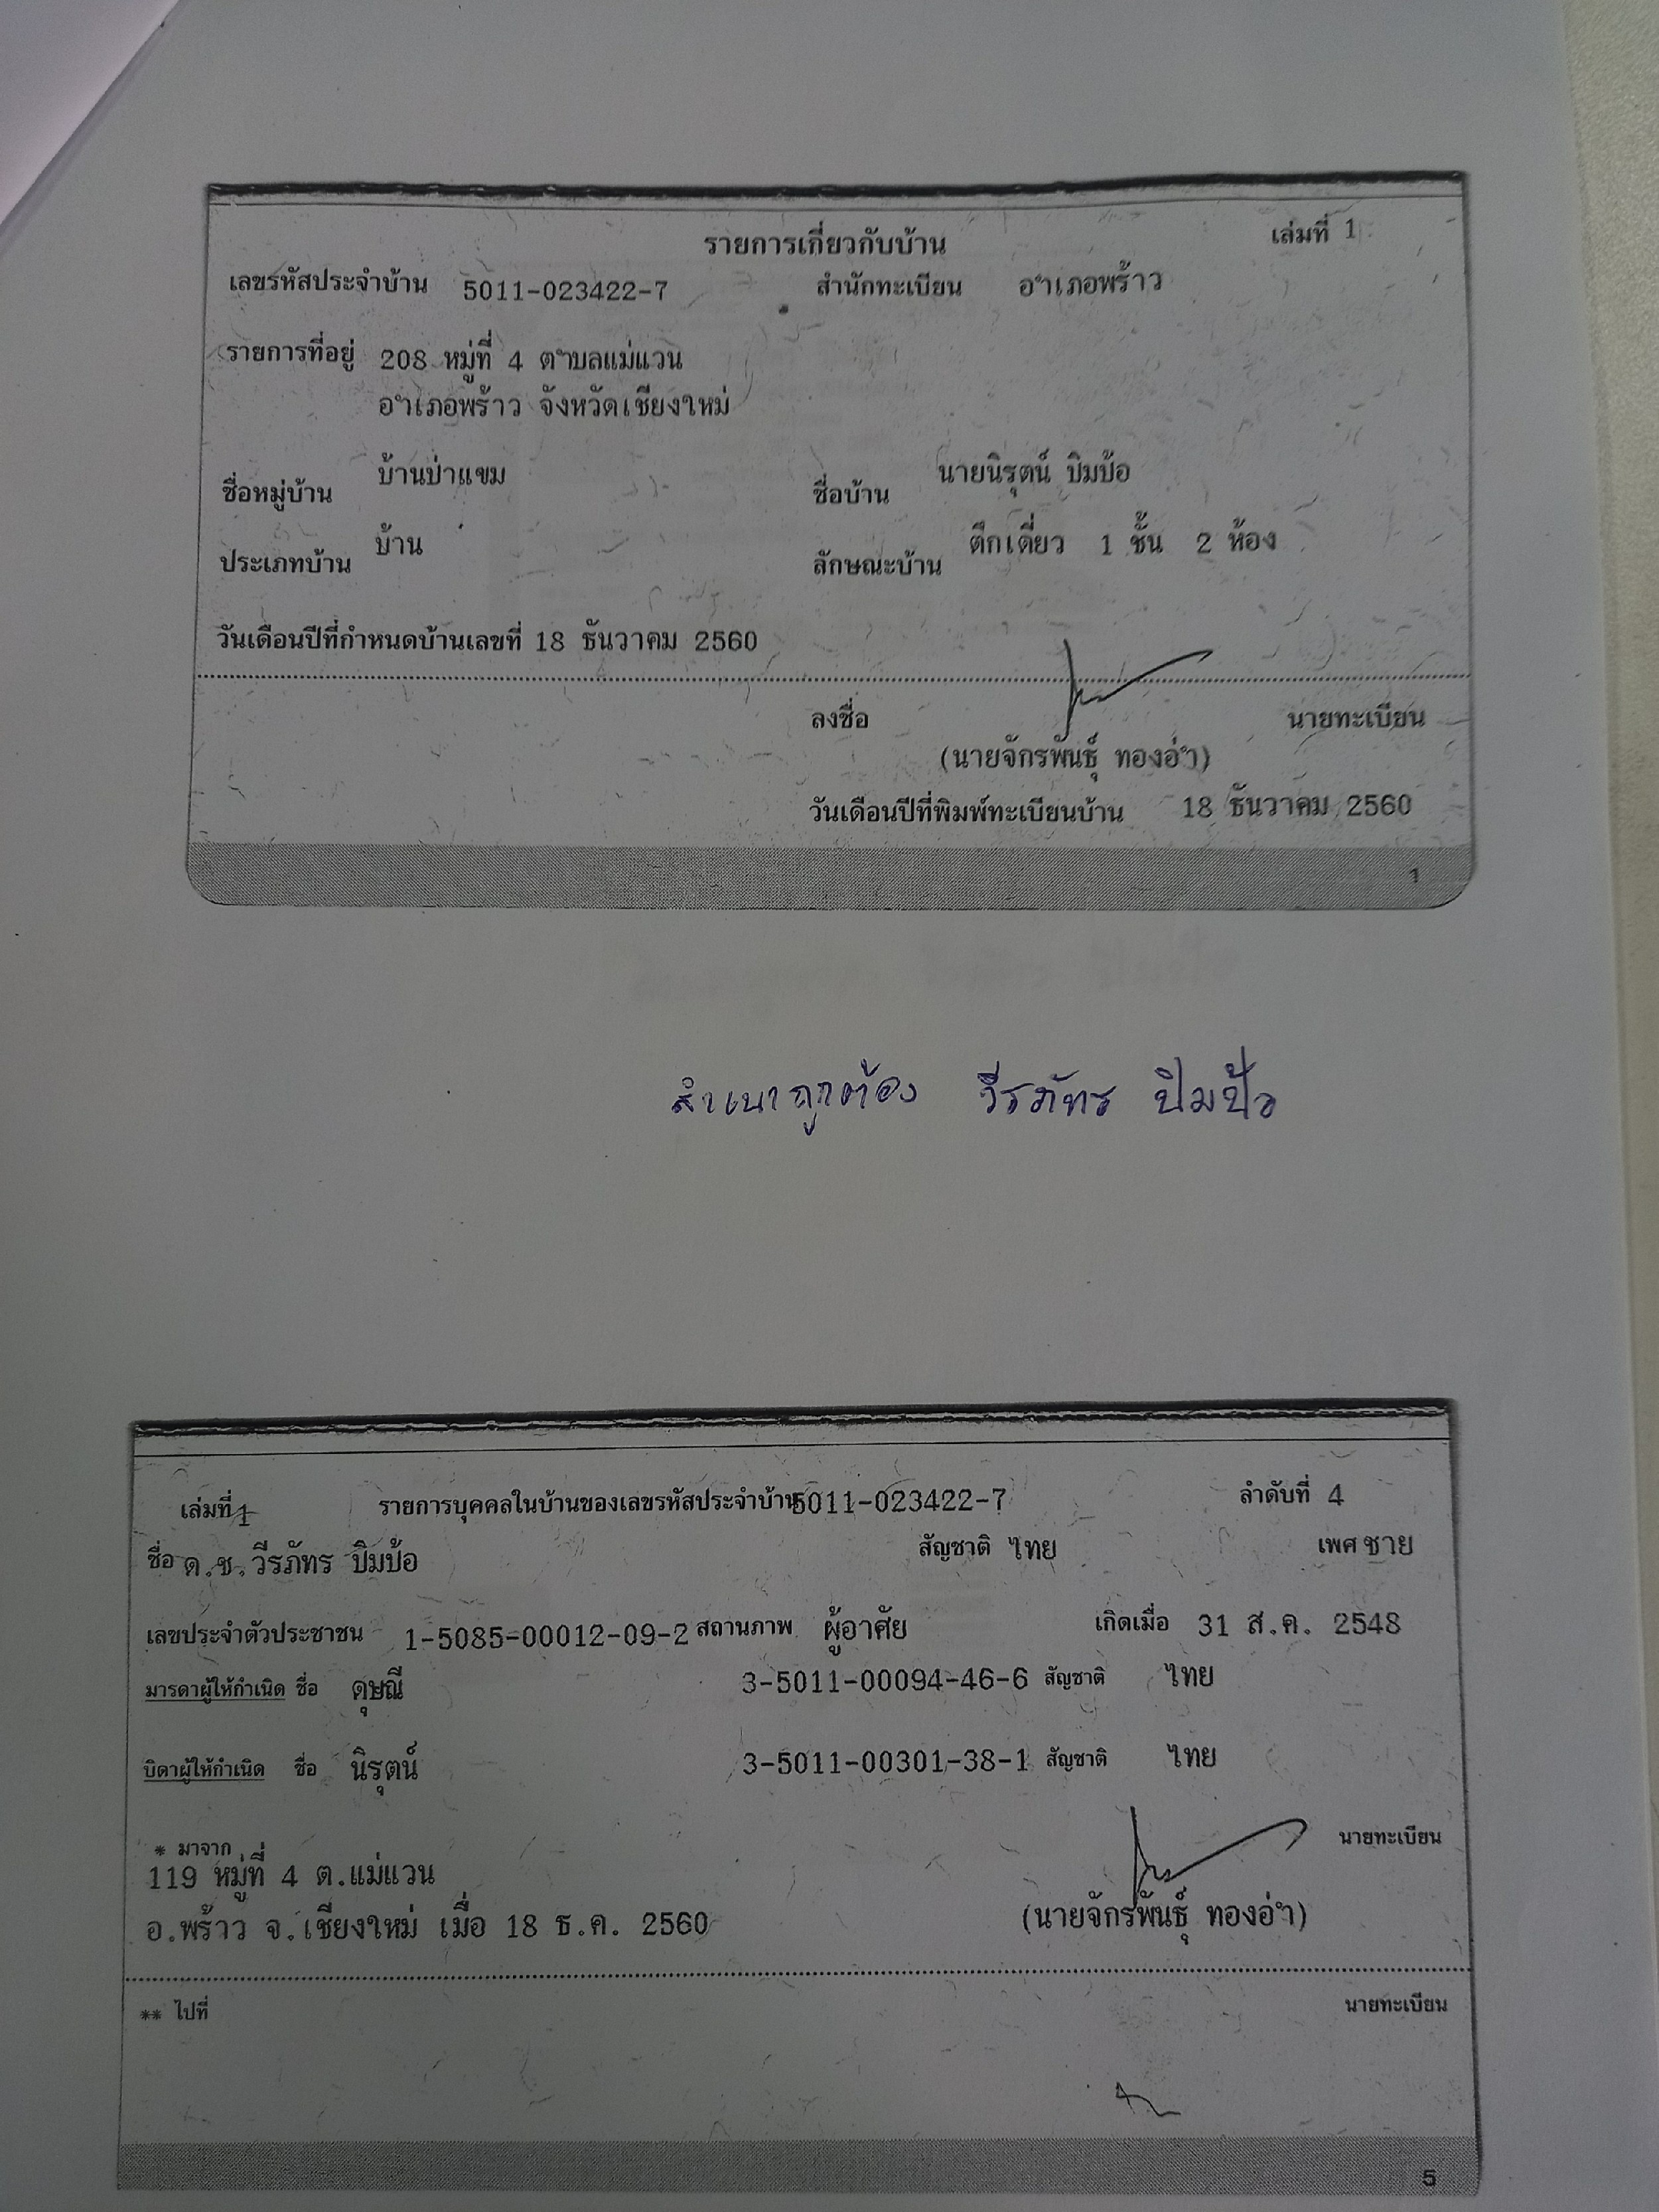 รายการเกี่ยวกับบ้าน เล่มที่ 1
เลขรหัสประจำบ้าน 5011-023422-7 สำนักทะเบียน อำเภอพร้าว
รายการที่อยู่ 208 หมู่ที่ 4 ตำบลแม่แวน
อำเภอพร้าว จังหวัดเชียงใหม่
ชื่อหมู่บ้าน บ้านป่าแขม ชื่อบ้าน นายนิรุตน์ ปิมป้อ
ประเภทบ้าน บ้าน ลักษณะบ้าน ตึกเดี่ยว 1 ชั้น 2 ห้อง
วันเดือนปีที่กำหนดบ้านเลขที่ 18 ธันวาคม 2560
ลงชื่อ นายทะเบียน
(นายจักรพันธุ์ ทองอ่ำ)
วันเดือนปีที่พิมพ์ทะเบียนบ้าน 18 ธันวาคม 2560
1
สำเนาถูกต้อง วีรภัทร ปิมป้อ
เล่มที่ 1 รายการบุคคลในบ้านของเลขรหัสประจำบ้าน 5011-023422-7 ลำดับที่ 4
ชื่อ ด.ช.วีรภัทร ปิมป้อ สัญชาติ ไทย เพศ ชาย
เลขประจำตัวประชาชน 1-5085-00012-09-2 สถานภาพ ผู้อาศัย เกิดเมื่อ 31 ส.ค. 2548
มารดาผู้ให้กำเนิด ชื่อ ดุษณี 3-5011-00094-46-6 สัญชาติ ไทย
บิดาผู้ให้กำเนิด ชื่อ นิรุตน์ 3-5011-00301-38-1 สัญชาติ ไทย
* มาจาก นายทะเบียน
119 หมู่ที่ 4 ต.แม่แวน
อ.พร้าว จ.เชียงใหม่ เมื่อ 18 ธ.ค. 2560 (นายจักรพันธุ์ ทองอ่ำ)
** ไปที่ นายทะเบียน
5